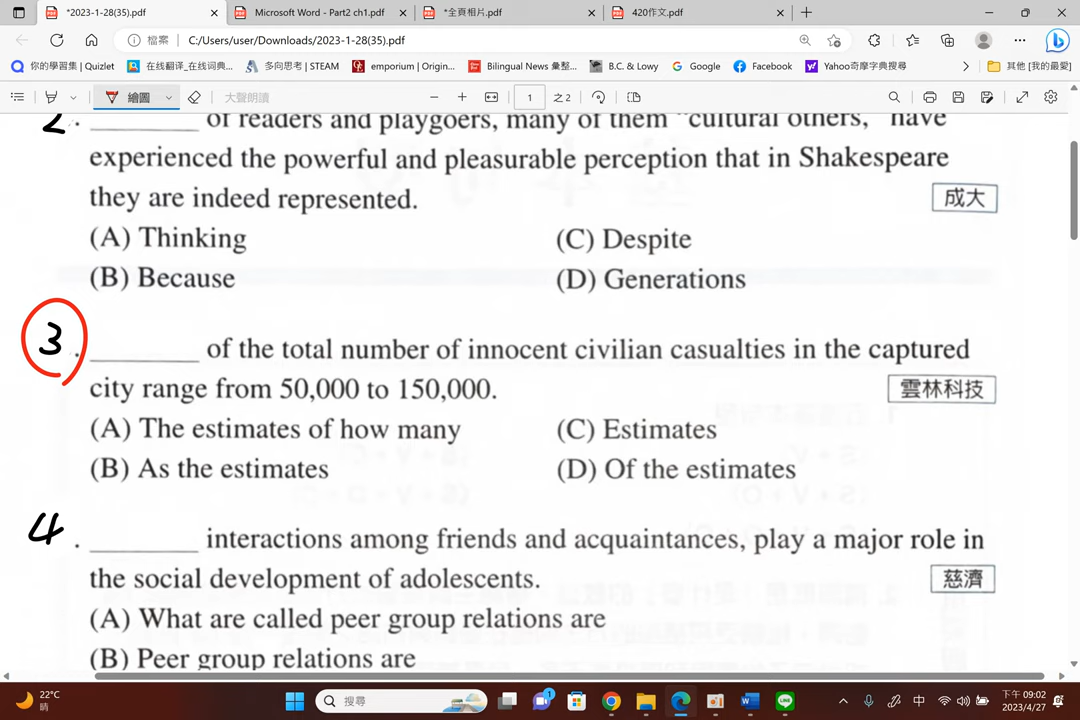 *2023-1-28(35).pdf
Microsoft Word - Part2 ch1.pdf
*全頁相片.pdf
420作文.pdf
檔案
C:/Users/user/Downloads/2023-1-28(35).pdf
你的學習集 | Quizlet
在线翻译_在线词典...
多向思考 | STEAM
emporium | Origin...
Bilingual News 彙整...
B.C. & Lowy
Google
Facebook
Yahoo奇摩字典搜尋
其他 [我的最愛]
繪圖
大聲朗讀
1
之 2
2. ________ of readers and playgoers, many of them "cultural others," have
experienced the powerful and pleasurable perception that in Shakespeare
they are indeed represented.
成大
(A) Thinking
(C) Despite
(B) Because
(D) Generations
3. ________ of the total number of innocent civilian casualties in the captured
city range from 50,000 to 150,000.
雲林科技
(A) The estimates of how many
(C) Estimates
(B) As the estimates
(D) Of the estimates
4. ________ interactions among friends and acquaintances, play a major role in
the social development of adolescents.
慈濟
(A) What are called peer group relations are
(B) Peer group relations are
22°C
晴
搜尋
1
中
下午 09:02
2023/4/27